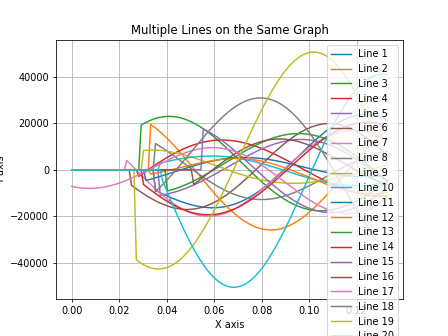 Multiple Lines on the Same Graph
40000
20000
0
−20000
−40000
0.00
0.02
0.04
0.06
0.08
0.10
X axis
Line 1
Line 2
Line 3
Line 4
Line 5
Line 6
Line 7
Line 8
Line 9
Line 10
Line 11
Line 12
Line 13
Line 14
Line 15
Line 16
Line 17
Line 18
Line 19
Line 20